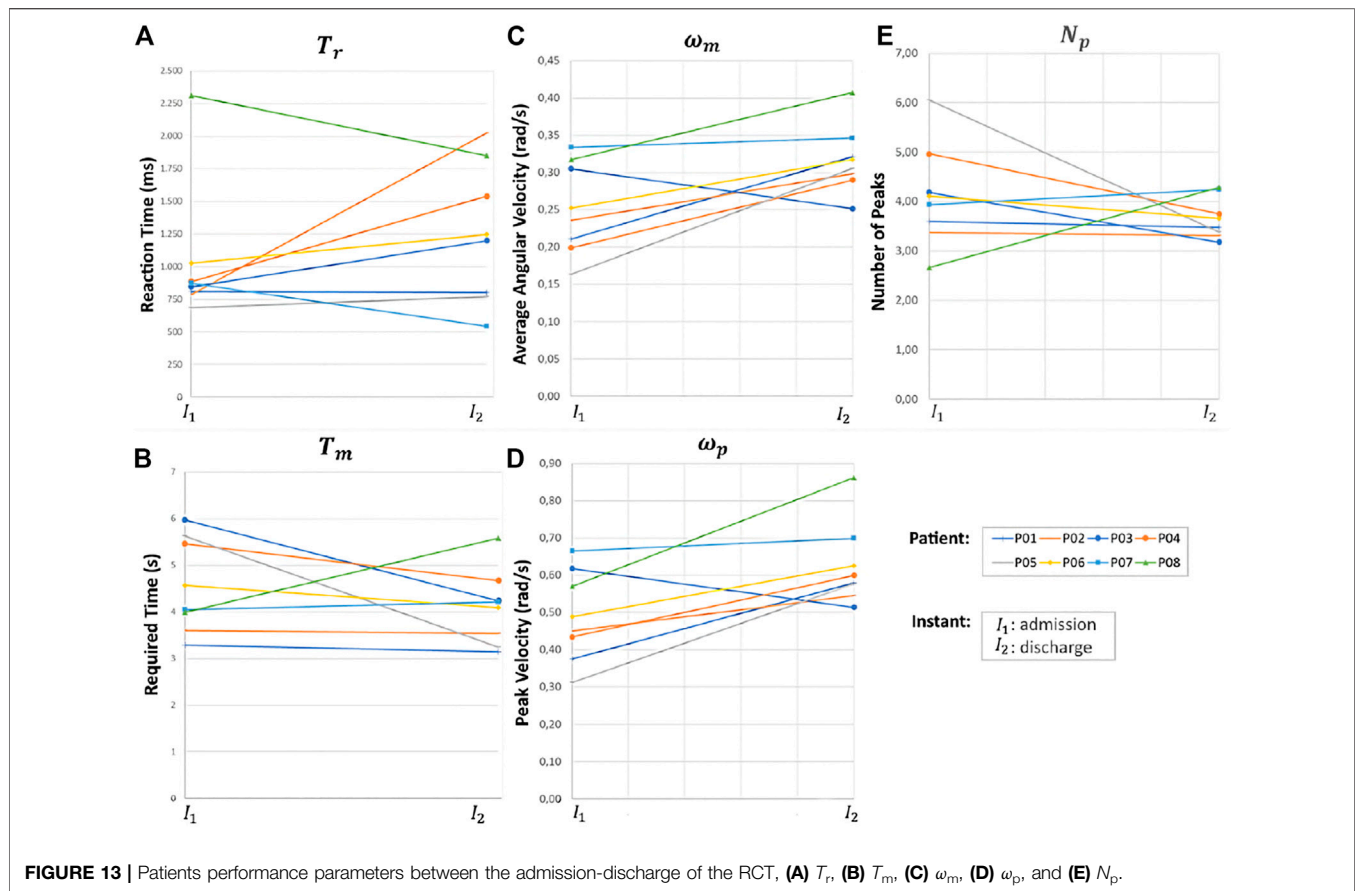 A
T_r
2.500
2.250
2.000
1.750
1.500
1.250
1.000
750
500
250
0
Reaction Time (ms)
I_1
I_2
B
T_m
7
6
5
4
3
2
1
0
Required Time (s)
I_1
I_2
C
ω_m
0,45
0,40
0,35
0,30
0,25
0,20
0,15
0,10
0,05
0,00
Average Angular Velocity (rad/s)
I_1
I_2
D
ω_p
0,90
0,80
0,70
0,60
0,50
0,40
0,30
0,20
0,10
0,00
Peak Velocity (rad/s)
I_1
I_2
E
N_p
7,00
6,00
5,00
4,00
3,00
2,00
1,00
0,00
Number of Peaks
I_1
I_2
Patient:
P01 P02 P03 P04
P05 P06 P07 P08
Instant:
I_1: admission
I_2: discharge
FIGURE 13 | Patients performance parameters between the admission-discharge of the RCT, (A) T_r, (B) T_m, (C) ω_m, (D) ω_p, and (E) N_p.